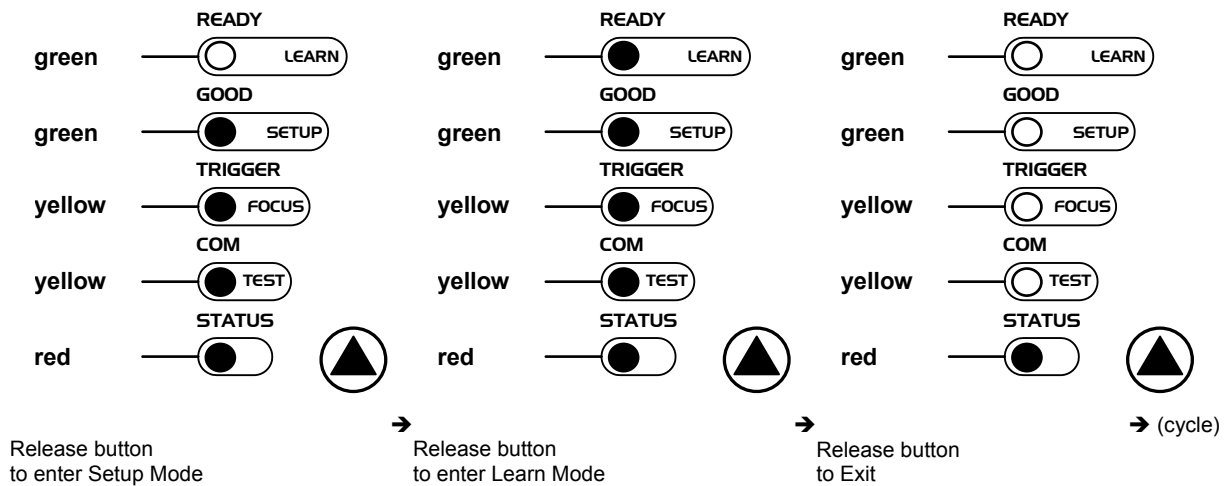 READY
green LEARN
GOOD
green SETUP
TRIGGER
yellow FOCUS
COM
yellow TEST
STATUS
red
Release button
to enter Setup Mode
➔
READY
green LEARN
GOOD
green SETUP
TRIGGER
yellow FOCUS
COM
yellow TEST
STATUS
red
Release button
to enter Learn Mode
➔
READY
green LEARN
GOOD
green SETUP
TRIGGER
yellow FOCUS
COM
yellow TEST
STATUS
red
Release button
to Exit
➔ (cycle)